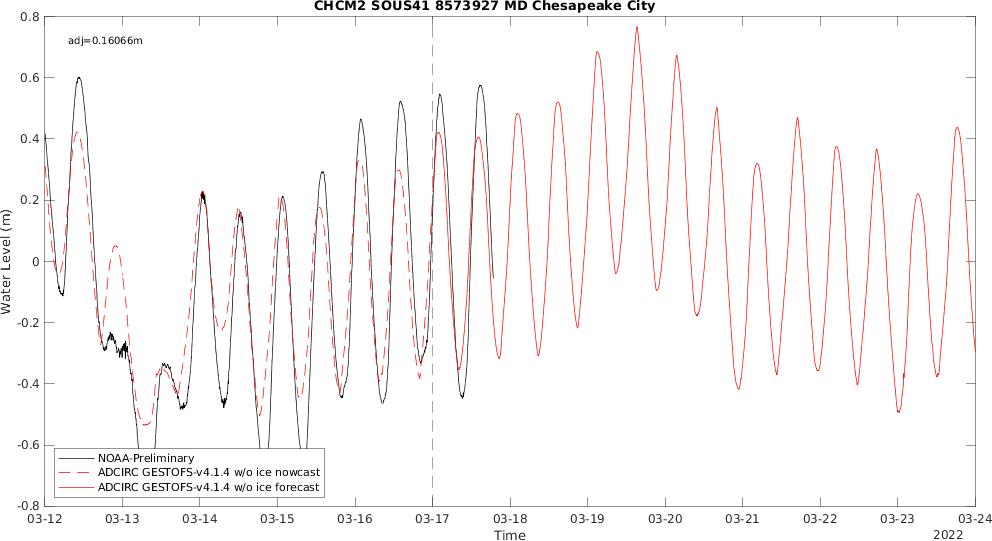 CHCM2 SOUS41 8573927 MD Chesapeake City
adj=0.16066m
0.8
0.6
0.4
0.2
0
-0.2
-0.4
-0.6
-0.8
Water Level (m)
NOAA-Preliminary
ADCIRC GESTOFS-v4.1.4 w/o ice nowcast
ADCIRC GESTOFS-v4.1.4 w/o ice forecast
03-12 03-13 03-14 03-15 03-16 03-17 03-18 03-19 03-20 03-21 03-22 03-23 03-24
Time
2022